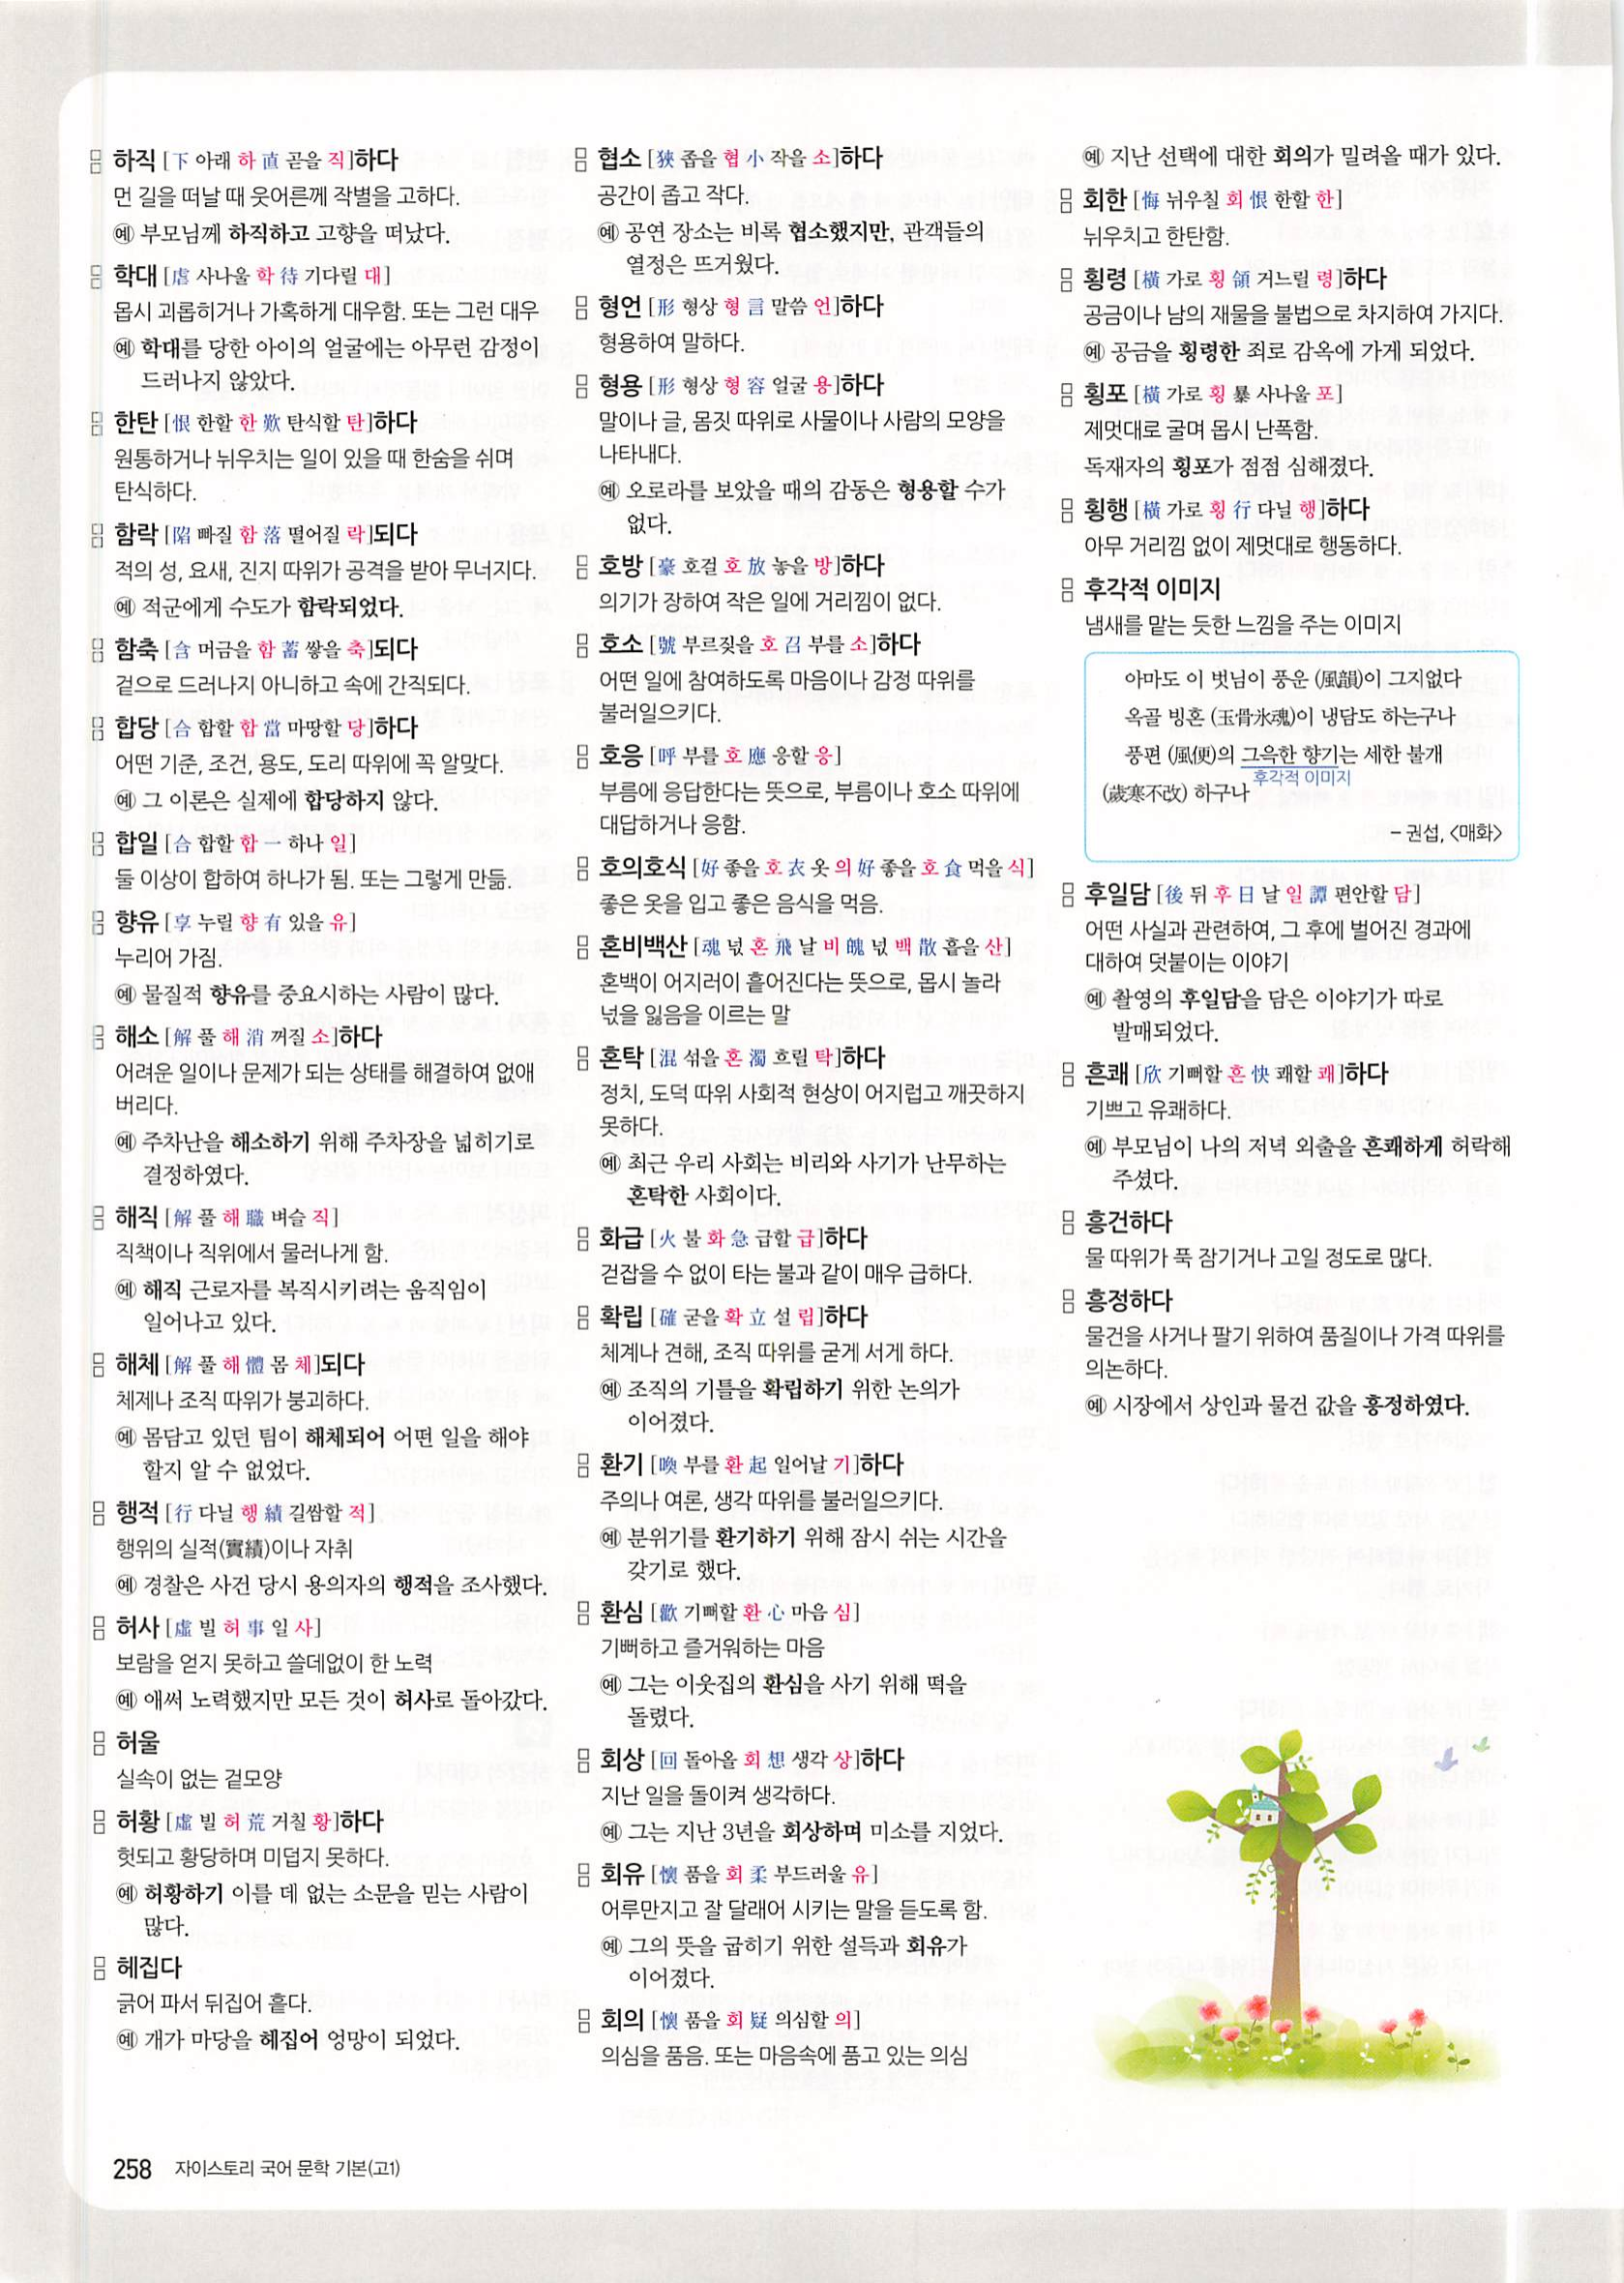 하직 [下 아래 하 直 곧을 직]하다
먼 길을 떠날 때 웃어른께 작별을 고하다.
예 부모님께 하직하고 고향을 떠났다.
학대 [虐 사나울 학 待 기다릴 대]
몹시 괴롭히거나 가혹하게 대우함. 또는 그런 대우
예 학대를 당한 아이의 얼굴에는 아무런 감정이
드러나지 않았다.
한탄 [恨 한할 한 歎 탄식할 탄]하다
원통하거나 뉘우치는 일이 있을 때 한숨을 쉬며
탄식하다.
함락 [陷 빠질 함 落 떨어질 락]되다
적의 성, 요새, 진지 따위가 공격을 받아 무너지다.
예 적군에게 수도가 함락되었다.
함축 [含 머금을 함 蓄 쌓을 축]되다
겉으로 드러나지 아니하고 속에 간직되다.
합당 [合 합할 합 當 마땅할 당]하다
어떤 기준, 조건, 용도, 도리 따위에 꼭 알맞다.
예 그 이론은 실제에 합당하지 않다.
합일 [合 합할 합 一 하나 일]
둘 이상이 합하여 하나가 됨. 또는 그렇게 만듦.
향유 [享 누릴 향 有 있을 유]
누리어 가짐.
예 물질적 향유를 중요시하는 사람이 많다.
해소 [解 풀 해 消 꺼질 소]하다
어려운 일이나 문제가 되는 상태를 해결하여 없애
버리다.
예 주차난을 해소하기 위해 주차장을 넓히기로
결정하였다.
해직 [解 풀 해 職 벼슬 직]
직책이나 직위에서 물러나게 함.
예 해직 근로자를 복직시키려는 움직임이
일어나고 있다.
해체 [解 풀 해 體 몸 체]되다
체제나 조직 따위가 붕괴하다.
예 몸담고 있던 팀이 해체되어 어떤 일을 해야
할지 알 수 없었다.
행적 [行 다닐 행 績 길쌈할 적]
행위의 실적(實績)이나 자취
예 경찰은 사건 당시 용의자의 행적을 조사했다.
허사 [虛 빌 허 事 일 사]
보람을 얻지 못하고 쓸데없이 한 노력
예 애써 노력했지만 모든 것이 허사로 돌아갔다.
허울
실속이 없는 겉모양
허황 [虛 빌 허 荒 거칠 황]하다
헛되고 황당하며 미덥지 못하다.
예 허황하기 이를 데 없는 소문을 믿는 사람이
많다.
헤집다
긁어 파서 뒤집어 흩다.
예 개가 마당을 헤집어 엉망이 되었다.
협소 [狹 좁을 협 小 작을 소]하다
공간이 좁고 작다.
예 공연 장소는 비록 협소했지만, 관객들의
열정은 뜨거웠다.
형언 [形 형상 형 言 말씀 언]하다
형용하여 말하다.
형용 [形 형상 형 容 얼굴 용]하다
말이나 글, 몸짓 따위로 사물이나 사람의 모양을
나타내다.
예 오로라를 보았을 때의 감동은 형용할 수가
없다.
호방 [豪 호걸 호 放 놓을 방]하다
의기가 장하여 작은 일에 거리낌이 없다.
호소 [號 부르짖을 호 召 부를 소]하다
어떤 일에 참여하도록 마음이나 감정 따위를
불러일으키다.
호응 [呼 부를 호 應 응할 응]
부름에 응답한다는 뜻으로, 부름이나 호소 따위에
대답하거나 응함.
호의호식 [好 좋을 호 衣 옷 의 好 좋을 호 食 먹을 식]
좋은 옷을 입고 좋은 음식을 먹음.
혼비백산 [魂 넋 혼 飛 날 비 魄 넋 백 散 흩을 산]
혼백이 어지러이 흩어진다는 뜻으로, 몹시 놀라
넋을 잃음을 이르는 말
혼탁 [混 섞을 혼 濁 흐릴 탁]하다
정치, 도덕 따위 사회적 현상이 어지럽고 깨끗하지
못하다.
예 최근 우리 사회는 비리와 사기가 난무하는
혼탁한 사회이다.
화급 [火 불 화 急 급할 급]하다
걷잡을 수 없이 타는 불과 같이 매우 급하다.
확립 [確 굳을 확 立 설 립]하다
체계나 견해, 조직 따위를 굳게 서게 하다.
예 조직의 기틀을 확립하기 위한 논의가
이어졌다.
환기 [喚 부를 환 起 일어날 기]하다
주의나 여론, 생각 따위를 불러일으키다.
예 분위기를 환기하기 위해 잠시 쉬는 시간을
갖기로 했다.
환심 [歡 기뻐할 환 心 마음 심]
기뻐하고 즐거워하는 마음
예 그는 이웃집의 환심을 사기 위해 떡을
돌렸다.
회상 [回 돌아올 회 想 생각 상]하다
지난 일을 돌이켜 생각하다.
예 그는 지난 3년을 회상하며 미소를 지었다.
회유 [懷 품을 회 柔 부드러울 유]
어루만지고 잘 달래어 시키는 말을 듣도록 함.
예 그의 뜻을 굽히기 위한 설득과 회유가
이어졌다.
회의 [懷 품을 회 疑 의심할 의]
의심을 품음. 또는 마음속에 품고 있는 의심
예 지난 선택에 대한 회의가 밀려올 때가 있다.
회한 [悔 뉘우칠 회 恨 한할 한]
뉘우치고 한탄함.
횡령 [橫 가로 횡 領 거느릴 령]하다
공금이나 남의 재물을 불법으로 차지하여 가지다.
예 공금을 횡령한 죄로 감옥에 가게 되었다.
횡포 [橫 가로 횡 暴 사나울 포]
제멋대로 굴며 몹시 난폭함.
독재자의 횡포가 점점 심해졌다.
횡행 [橫 가로 횡 行 다닐 행]하다
아무 거리낌 없이 제멋대로 행동하다.
후각적 이미지
냄새를 맡는 듯한 느낌을 주는 이미지
아마도 이 벗님이 풍운 (風韻)이 그지없다
옥골 빙혼 (玉骨氷魂)이 냉담도 하는구나
풍편 (風便)의 그윽한 향기는 세한 불개
후각적 이미지
(歲寒不改) 하구나
– 권섭, <매화>
후일담 [後 뒤 후 日 날 일 譚 편안할 담]
어떤 사실과 관련하여, 그 후에 벌어진 경과에
대하여 덧붙이는 이야기
예 촬영의 후일담을 담은 이야기가 따로
발매되었다.
흔쾌 [欣 기뻐할 흔 快 쾌할 쾌]하다
기쁘고 유쾌하다.
예 부모님이 나의 저녁 외출을 흔쾌하게 허락해
주셨다.
흥건하다
물 따위가 푹 잠기거나 고일 정도로 많다.
흥정하다
물건을 사거나 팔기 위하여 품질이나 가격 따위를
의논하다.
예 시장에서 상인과 물건 값을 흥정하였다.
258 자이스토리 국어 문학 기본(고1)